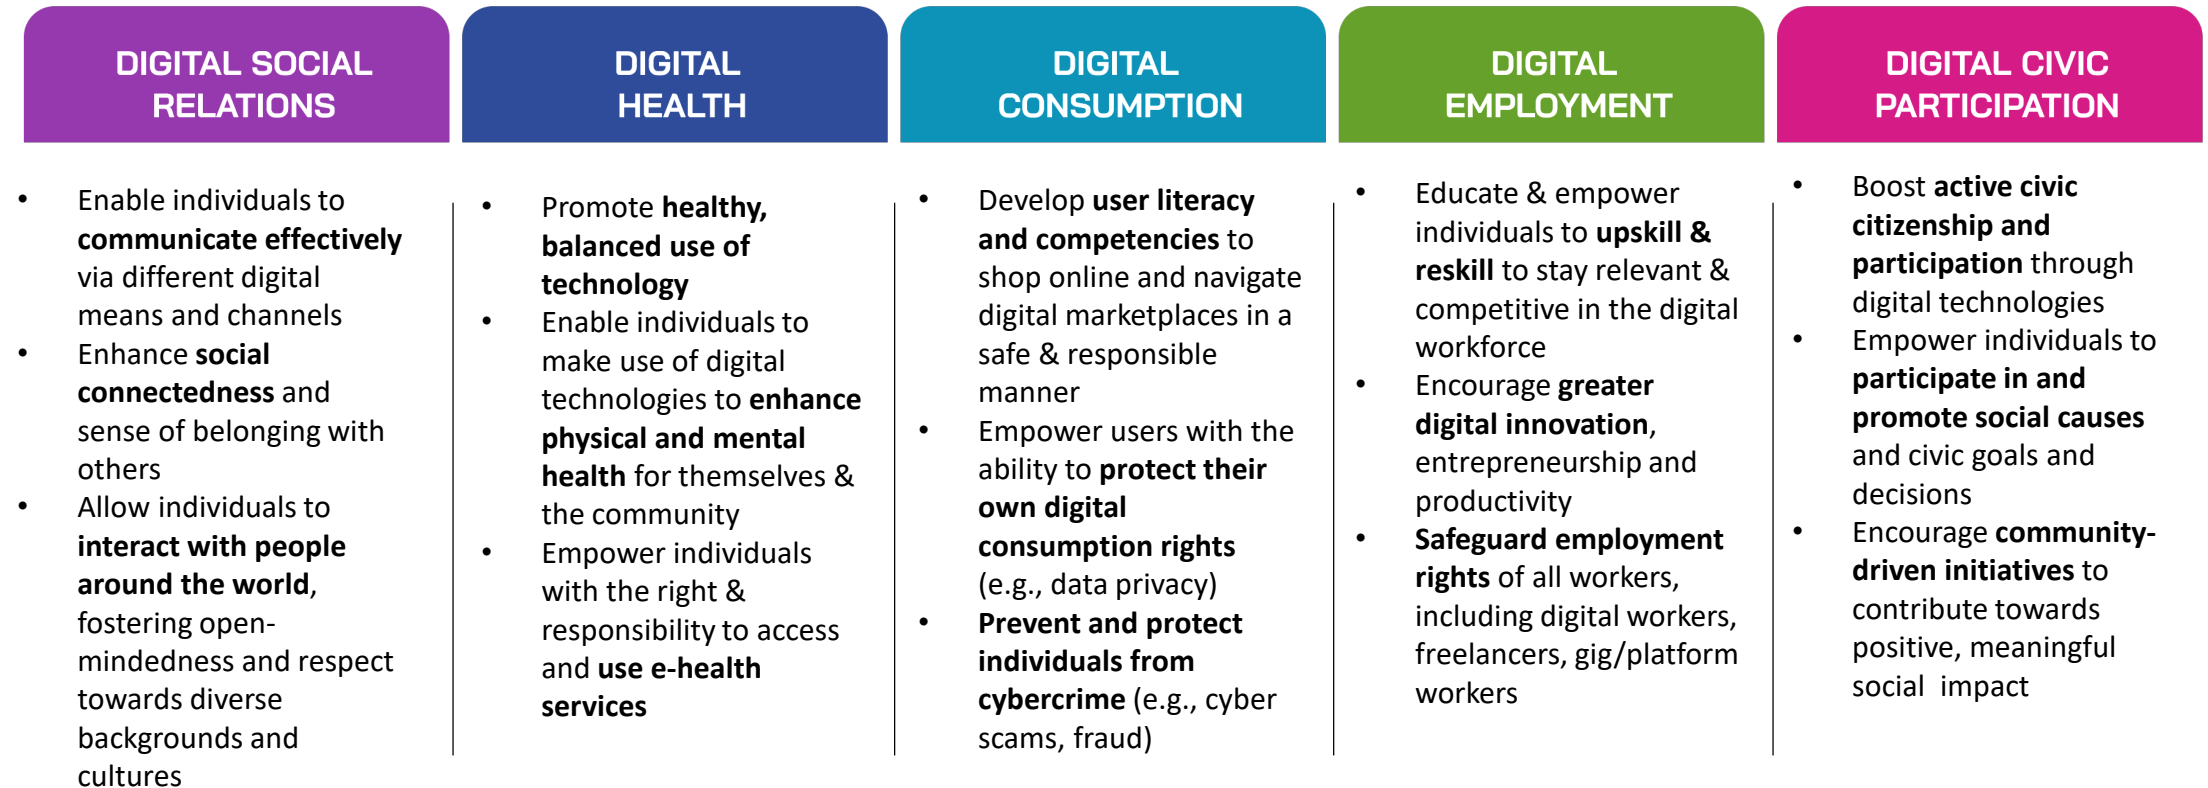 DIGITAL SOCIAL
RELATIONS
• Enable individuals to
communicate effectively
via different digital
means and channels
• Enhance social
connectedness and
sense of belonging with
others
• Allow individuals to
interact with people
around the world,
fostering open-
mindedness and respect
towards diverse
backgrounds and
cultures
DIGITAL
HEALTH
• Promote healthy,
balanced use of
technology
• Enable individuals to
make use of digital
technologies to enhance
physical and mental
health for themselves &
the community
• Empower individuals
with the right &
responsibility to access
and use e-health
services
DIGITAL
CONSUMPTION
• Develop user literacy
and competencies to
shop online and navigate
digital marketplaces in a
safe & responsible
manner
• Empower users with the
ability to protect their
own digital
consumption rights
(e.g., data privacy)
• Prevent and protect
individuals from
cybercrime (e.g., cyber
scams, fraud)
DIGITAL
EMPLOYMENT
• Educate & empower
individuals to upskill &
reskill to stay relevant &
competitive in the digital
workforce
• Encourage greater
digital innovation,
entrepreneurship and
productivity
• Safeguard employment
rights of all workers,
including digital workers,
freelancers, gig/platform
workers
DIGITAL CIVIC
PARTICIPATION
• Boost active civic
citizenship and
participation through
digital technologies
• Empower individuals to
participate in and
promote social causes
and civic goals and
decisions
• Encourage community-
driven initiatives to
contribute towards
positive, meaningful
social impact